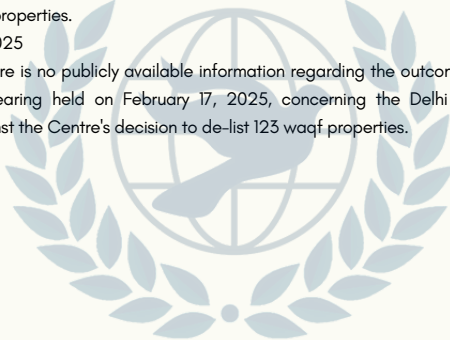 properties.
025
re is no publicly available information regarding the outcor
earing held on February 17, 2025, concerning the Delhi
nst the Centre's decision to de-list 123 waqf properties.